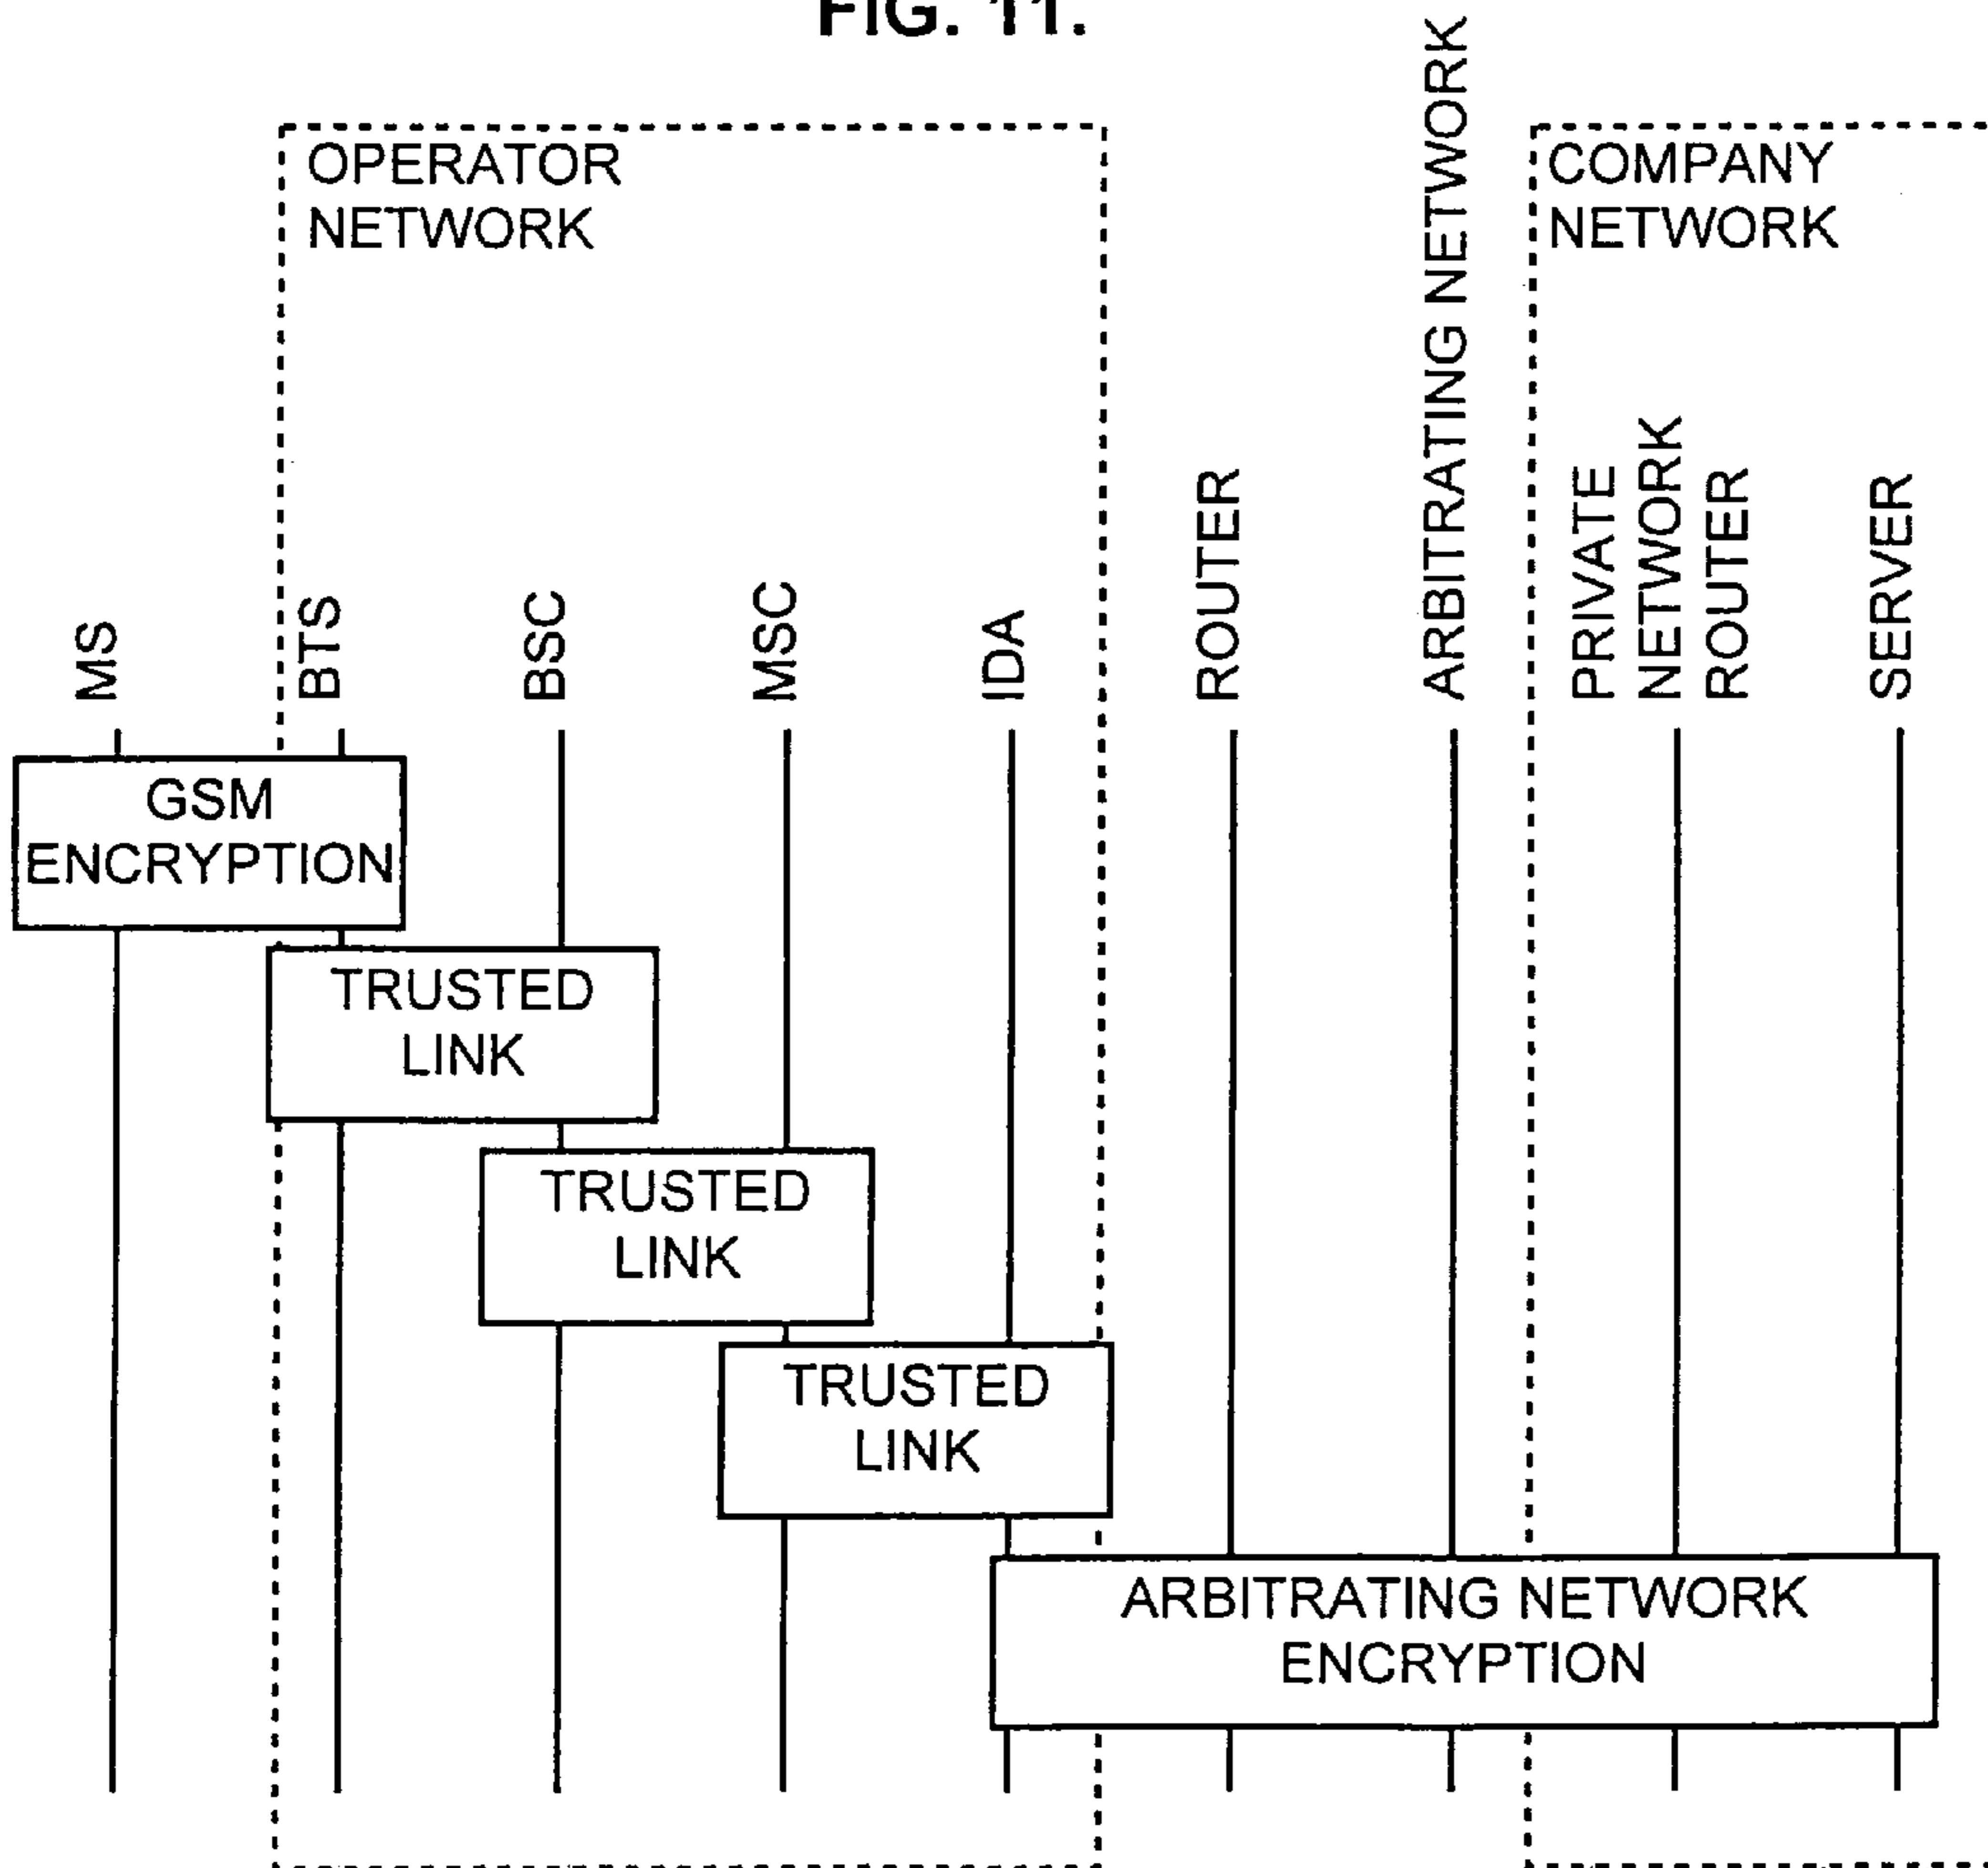 FIG. 11.
OPERATOR
NETWORK
COMPANY
NETWORK
MS
BTS
BSC
MSC
IDA
ROUTER
ARBITRATING NETWORK
PRIVATE
NETWORK
ROUTER
SERVER
GSM
ENCRYPTION
TRUSTED
LINK
TRUSTED
LINK
TRUSTED
LINK
ARBITRATING NETWORK
ENCRYPTION